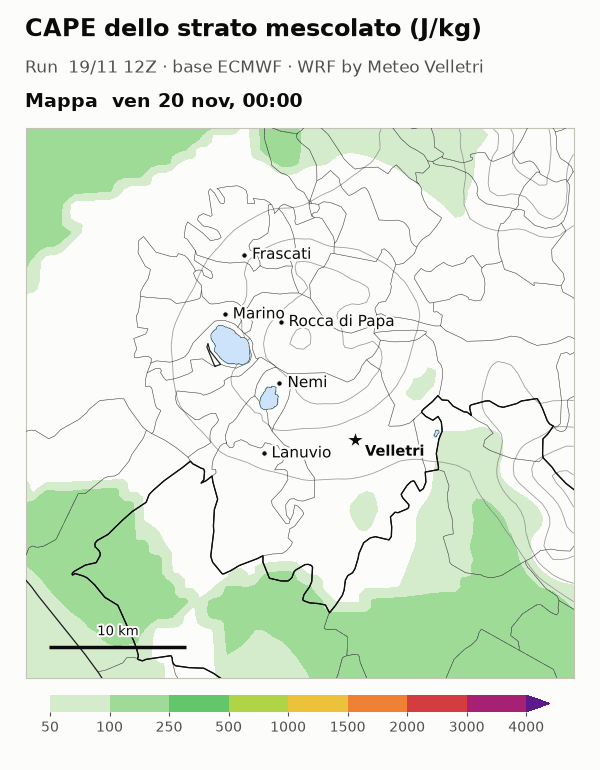 CAPE dello strato mescolato (J/kg)
Run  19/11 12Z · base ECMWF · WRF by Meteo Velletri
Mappa  ven 20 nov, 00:00
Frascati
Marino
Rocca di Papa
Nemi
Velletri
Lanuvio
10 km
50 100 250 500 1000 1500 2000 3000 4000